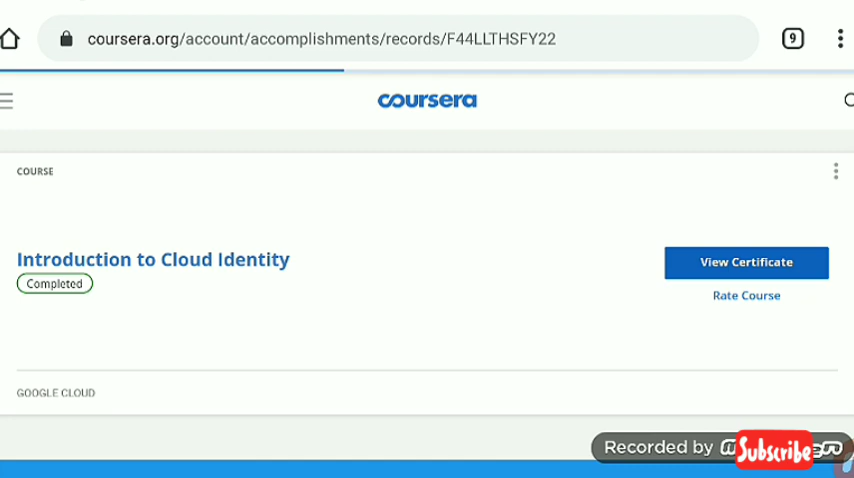 coursera.org/account/accomplishments/records/F44LLTHSFY22
9
coursera
COURSE
Introduction to Cloud Identity
Completed
View Certificate
Rate Course
GOOGLE CLOUD
Recorded by
Subscribe